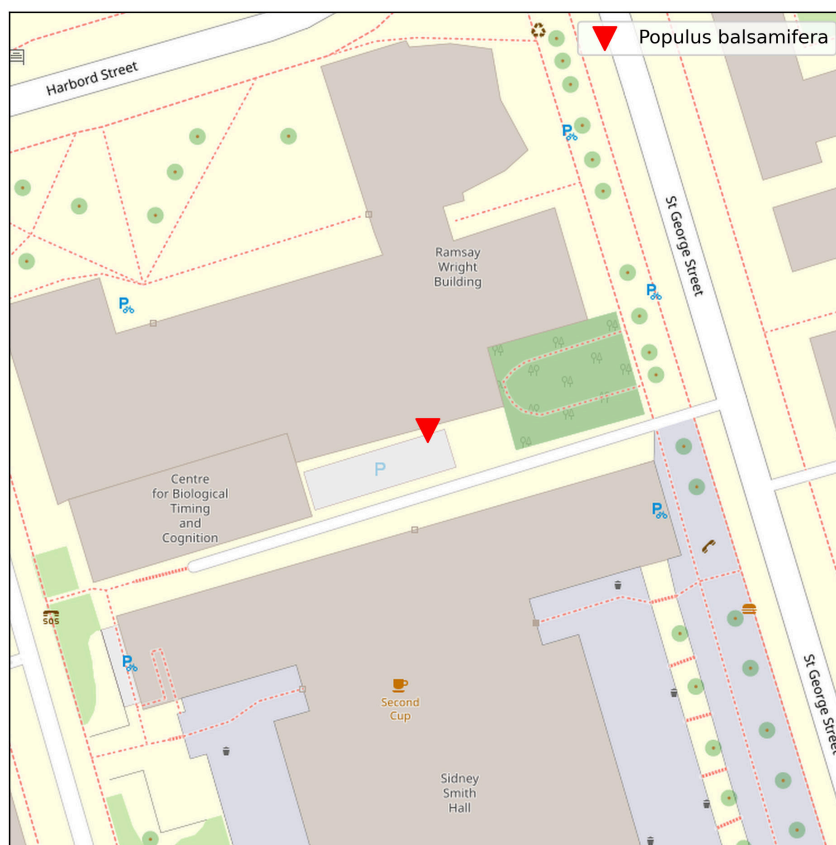 Populus balsamifera
Harbord Street
St George Street
Ramsay
Wright
Building
P
Centre
for Biological
Timing
and
Cognition
SOS
Second
Cup
St George Street
Sidney
Smith
Hall